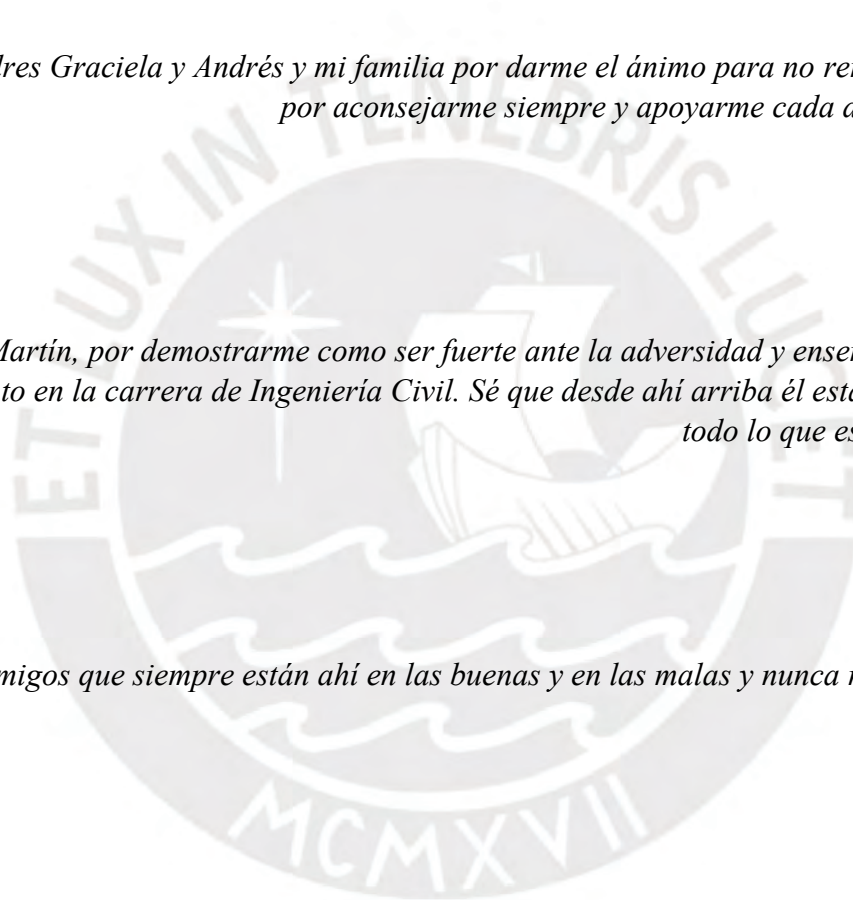 dres Graciela y Andrés y mi familia por darme el ánimo para no
por aconsejarme siempre y apoyarme cada
Martín, por demostrarme como ser fuerte ante la adversidad y
to en la carrera de Ingeniería Civil. Sé que desde ahí arriba él
todo lo que es
migos que siempre están ahí en las buenas y en las malas y nunca
ET LUX IN TENEBRIS LUCET
MCMXVII